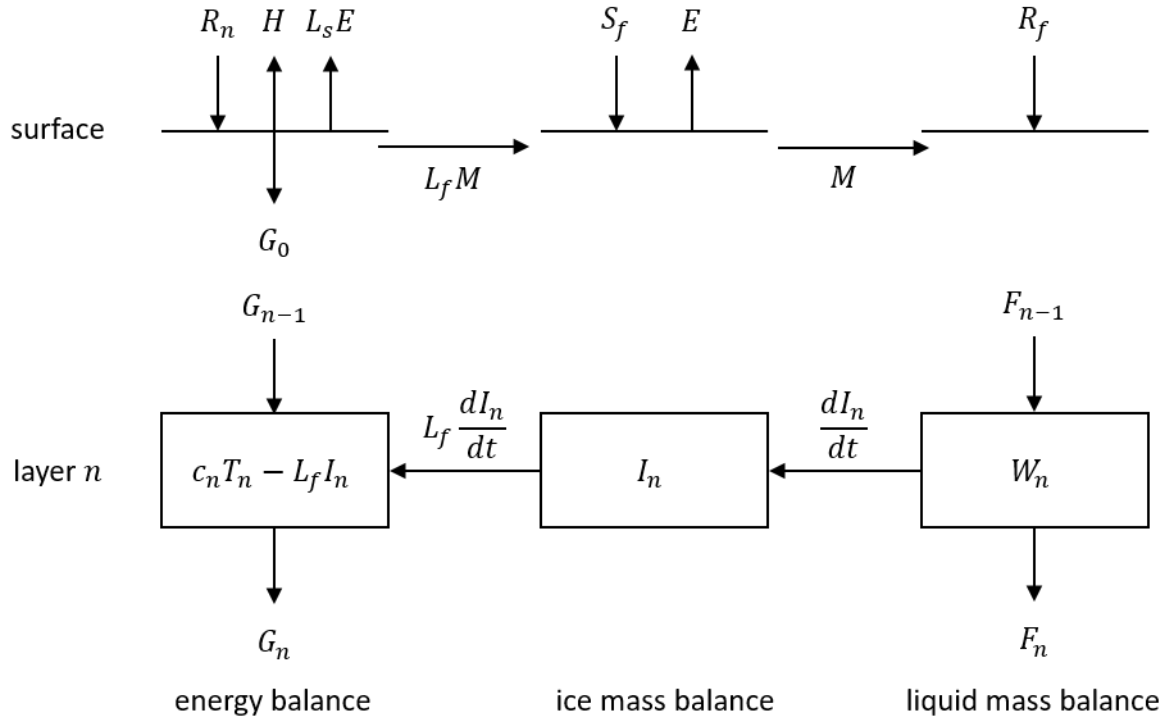 R_n H L_sE S_f E R_f
surface
L_fM M
G_0
G_{n−1} F_{n−1}
L_f dI_n/dt dI_n/dt
layer n c_nT_n − L_fI_n I_n W_n
G_n F_n
energy balance ice mass balance liquid mass balance